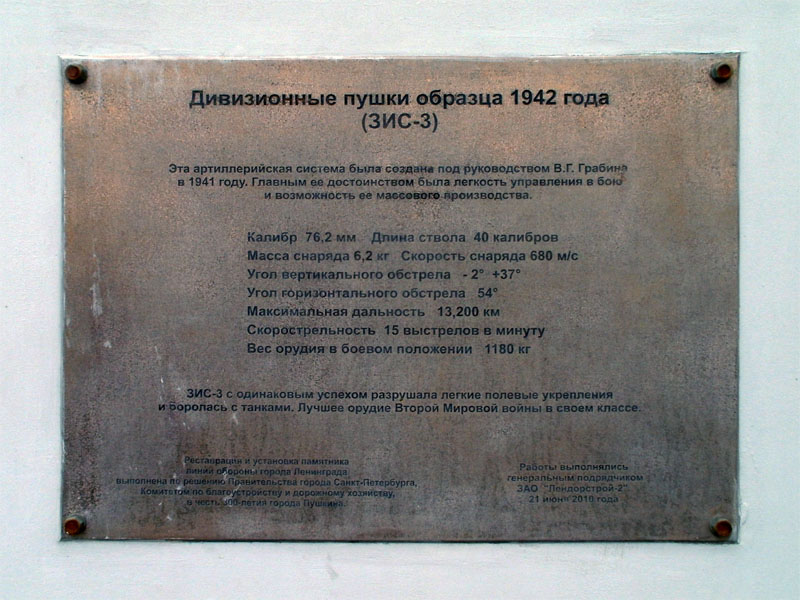 Дивизионные пушки образца 1942 года
(ЗИС-3)
Эта артиллерийская система была создана под руководством В.Г. Грабина
в 1941 году. Главным ее достоинством была легкость управления в бою
и возможность ее массового производства.
Калибр 76,2 мм Длина ствола 40 калибров
Масса снаряда 6,2 кг Скорость снаряда 680 м/с
Угол вертикального обстрела - 2° +37°
Угол горизонтального обстрела 54°
Максимальная дальность 13,200 км
Скорострельность 15 выстрелов в минуту
Вес орудия в боевом положении 1180 кг
ЗИС-3 с одинаковым успехом разрушала легкие полевые укрепления
и боролась с танками. Лучшее орудие Второй Мировой войны в своем классе.
Реставрация и установка памятника
линии обороны города Ленинграда
выполнена по решению Правительства города Санкт-Петербурга,
Комитетом по благоустройству и дорожному хозяйству,
в честь 300-летия города Пушкина.
Работы выполнялись
генеральным подрядчиком
ЗАО "Лендорстрой-2"
21 июня 2010 года